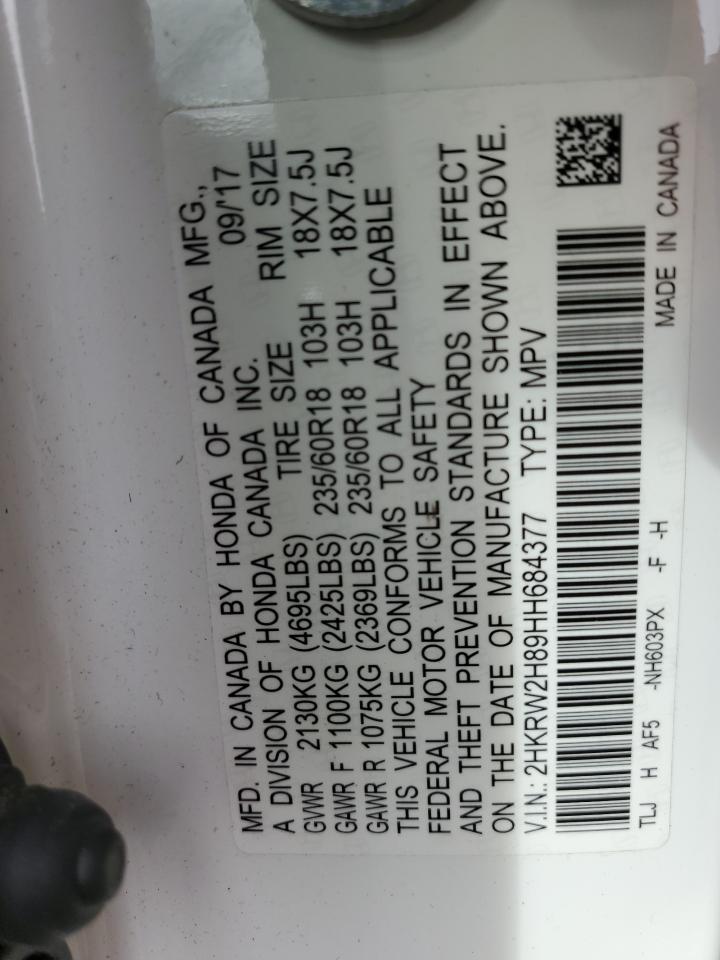 MFD. IN CANADA BY HONDA OF CANADA MFG.,
A DIVISION OF HONDA CANADA INC. 09/'17
GVWR 2130KG (4695LBS) TIRE SIZE RIM SIZE
GAWR F 1100KG (2425LBS) 235/60R18 103H 18X7.5J
GAWR R 1075KG (2369LBS) 235/60R18 103H 18X7.5J
THIS VEHICLE CONFORMS TO ALL APPLICABLE
FEDERAL MOTOR VEHICLE SAFETY
AND THEFT PREVENTION STANDARDS IN EFFECT
ON THE DATE OF MANUFACTURE SHOWN ABOVE.
V.I.N.: 2HKRW2H89HH684377 TYPE: MPV
TLJ H AF5 -NH603PX -F -H MADE IN CANADA